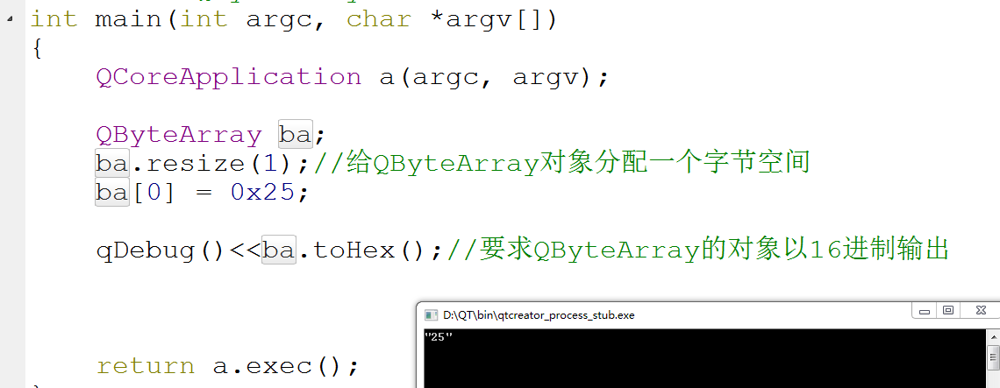 int main(int argc, char *argv[])
{
QCoreApplication a(argc, argv);
QByteArray ba;
ba.resize(1);//给QByteArray对象分配一个字节空间
ba[0] = 0x25;
qDebug()<<ba.toHex();//要求QByteArray的对象以16进制输出
D:\QT\bin\qtcreator_process_stub.exe
"25"
return a.exec();